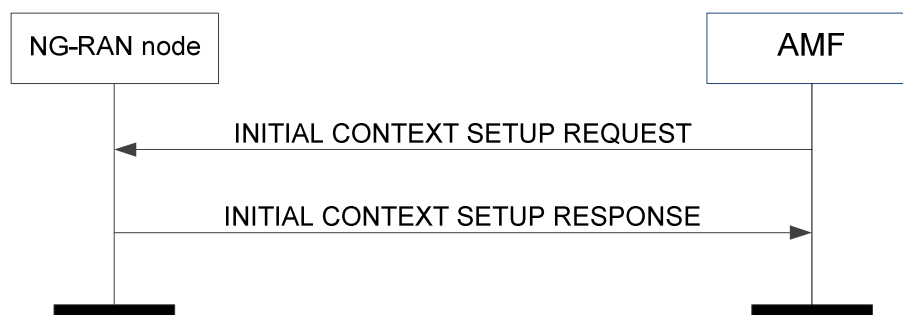 NG-RAN node
AMF
INITIAL CONTEXT SETUP REQUEST
INITIAL CONTEXT SETUP RESPONSE